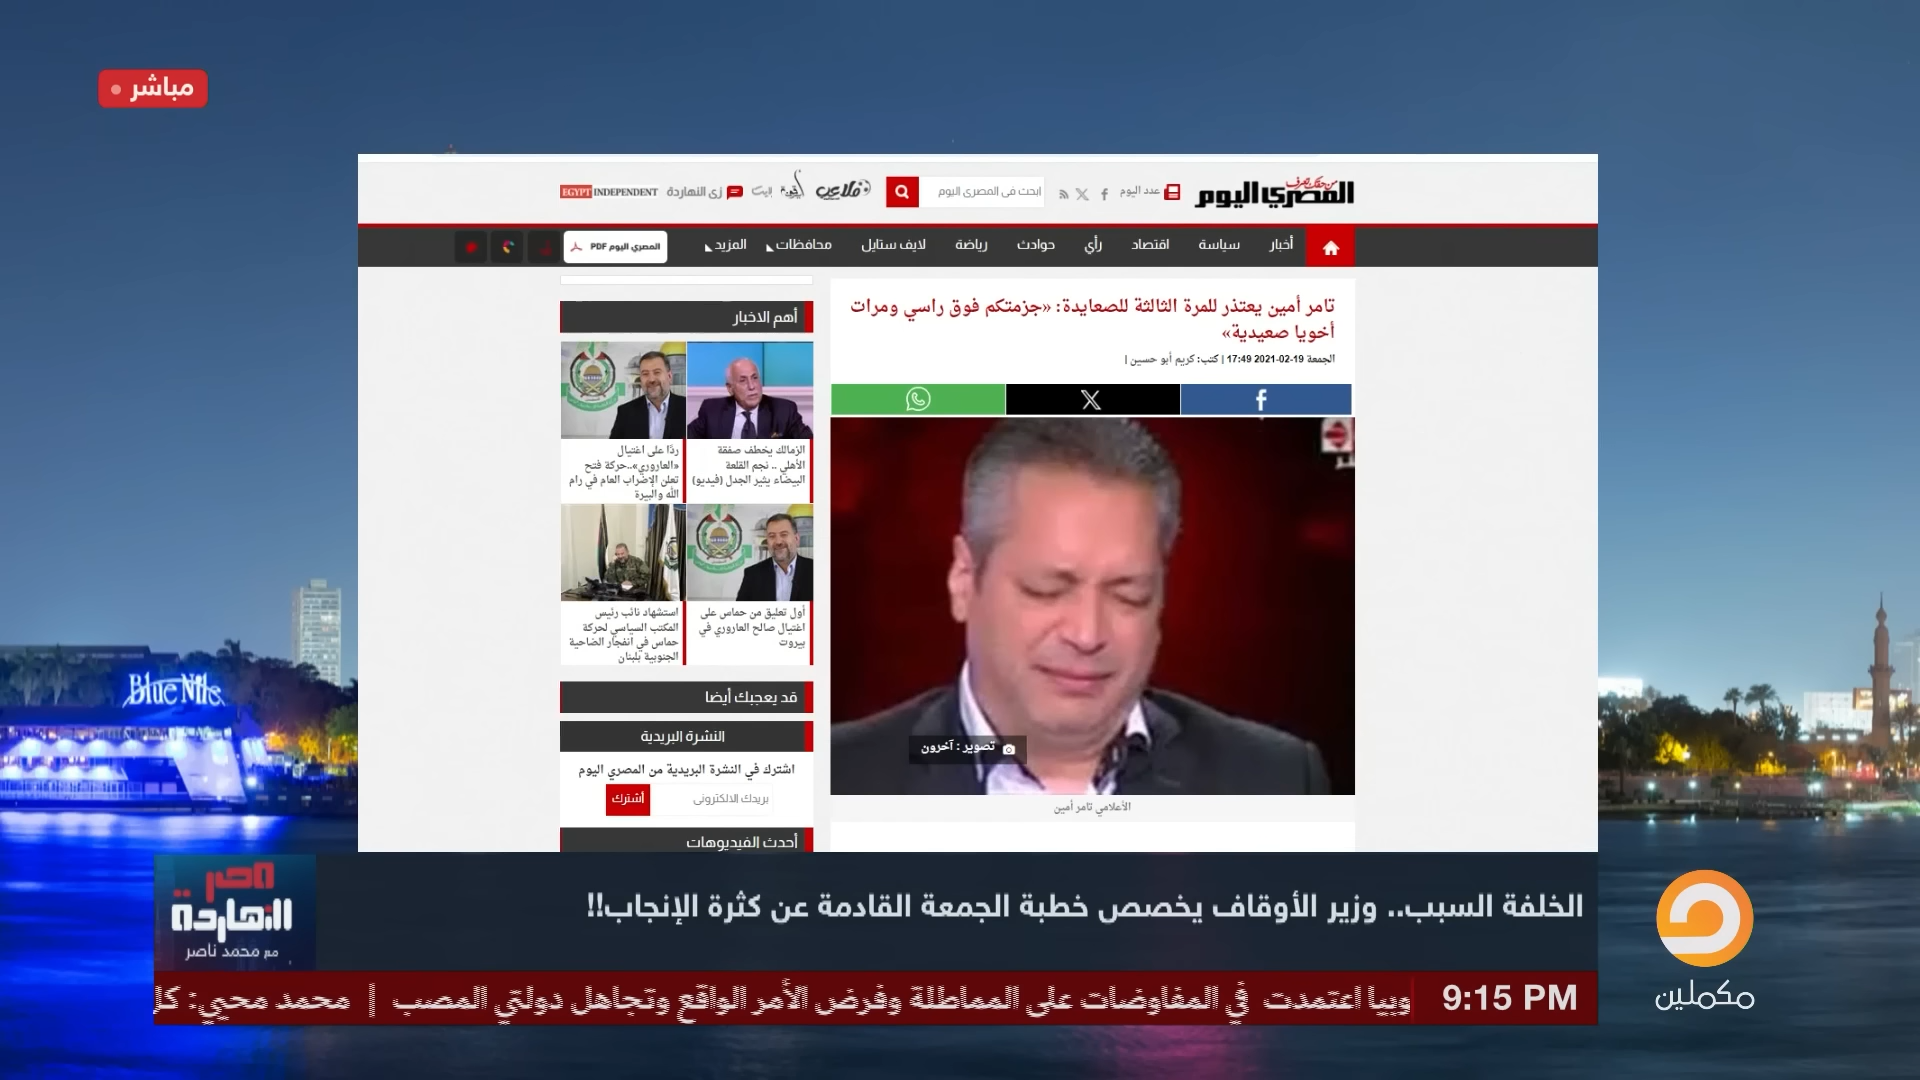 مباشر
المصري اليوم
عدد اليوم
ابحث في المصري اليوم
زي النهاردة
EGYPT INDEPENDENT
أخبار
سياسة
اقتصاد
رأي
حوادث
رياضة
لايف ستايل
محافظات
المزيد
المصري اليوم PDF
تامر أمين يعتذر للمرة الثالثة للصعايدة: «جزمتكم فوق راسي ومرات
أخويا صعيدية»
الجمعة 19-02-2021 17:49 | كتب: كريم أبو حسين |
تصوير : آخرون
الأعلامي تامر أمين
أهم الاخبار
الزمالك يخطف صفقة
الأهلي .. نجم القلعة
البيضاء يثير الجدل (فيديو)
ردًا على اغتيال
«العاروري»..حركة فتح
تعلن الإضراب العام في رام
الله والبيرة
أول تعليق من حماس على
اغتيال صالح العاروري في
بيروت
استشهاد نائب رئيس
المكتب السياسي لحركة
حماس في انفجار الضاحية
الجنوبية بلبنان
قد يعجبك أيضا
النشرة البريدية
اشترك في النشرة البريدية من المصري اليوم
بريدك الالكترونى
أشترك
أحدث الفيديوهات
Blue Nile
الخلفة السبب.. وزير الأوقاف يخصص خطبة الجمعة القادمة عن كثرة الإنجاب!!
مصر
النهاردة
مع محمد ناصر
9:15 PM
وبيا اعتمدت في المفاوضات على المماطلة وفرض الأمر الواقع وتجاهل دولتي المصب | محمد محيي: كل
مكملين